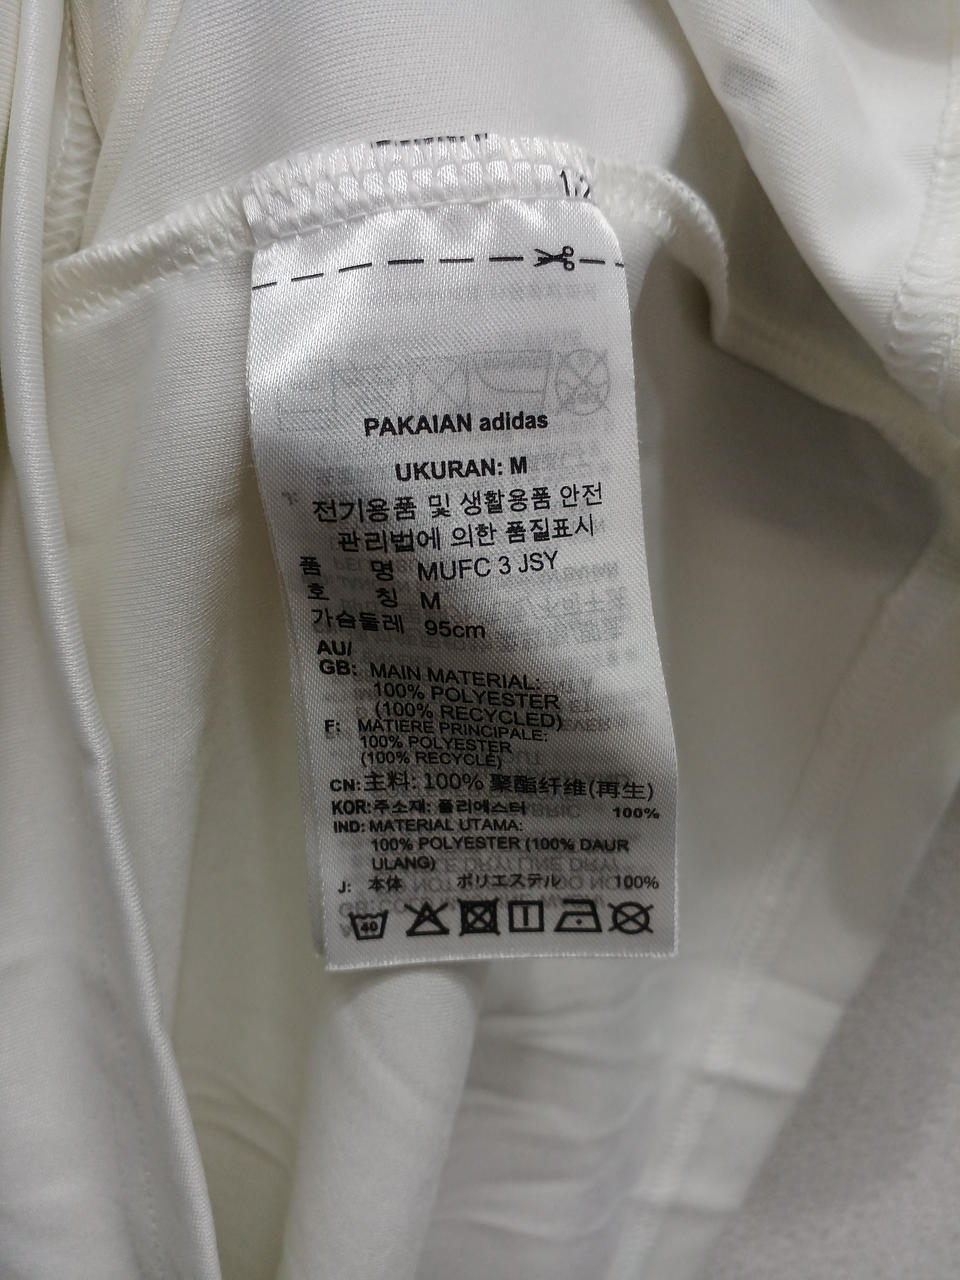 1/2
PAKAIAN adidas
UKURAN: M
전기용품 및 생활용품 안전
관리법에 의한 품질표시
품 명 MUFC 3 JSY
호 칭 M
가슴둘레 95cm
AU/
GB: MAIN MATERIAL:
100% POLYESTER
(100% RECYCLED)
F: MATIERE PRINCIPALE:
100% POLYESTER
(100% RECYCLÉ)
CN: 主料: 100% 聚酯纤维(再生)
KOR: 주소재: 폴리에스터 100%
IND: MATERIAL UTAMA:
100% POLYESTER (100% DAUR
ULANG)
J: 本体 ポリエステル 100%
40